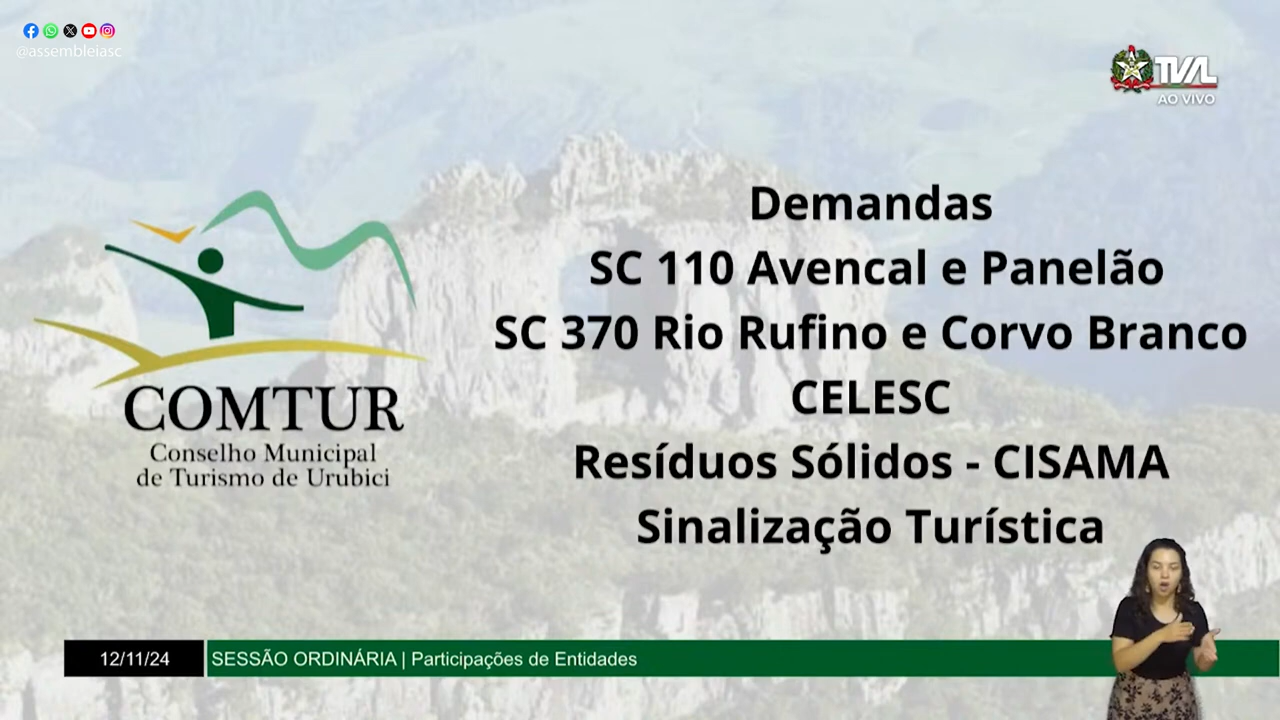 @assembleiasc
TVAL
AO VIVO
Demandas
SC 110 Avencal e Panelão
SC 370 Rio Rufino e Corvo Branco
CELESC
Resíduos Sólidos - CISAMA
Sinalização Turística
COMTUR
Conselho Municipal
de Turismo de Urubici
12/11/24
SESSÃO ORDINÁRIA | Participações de Entidades